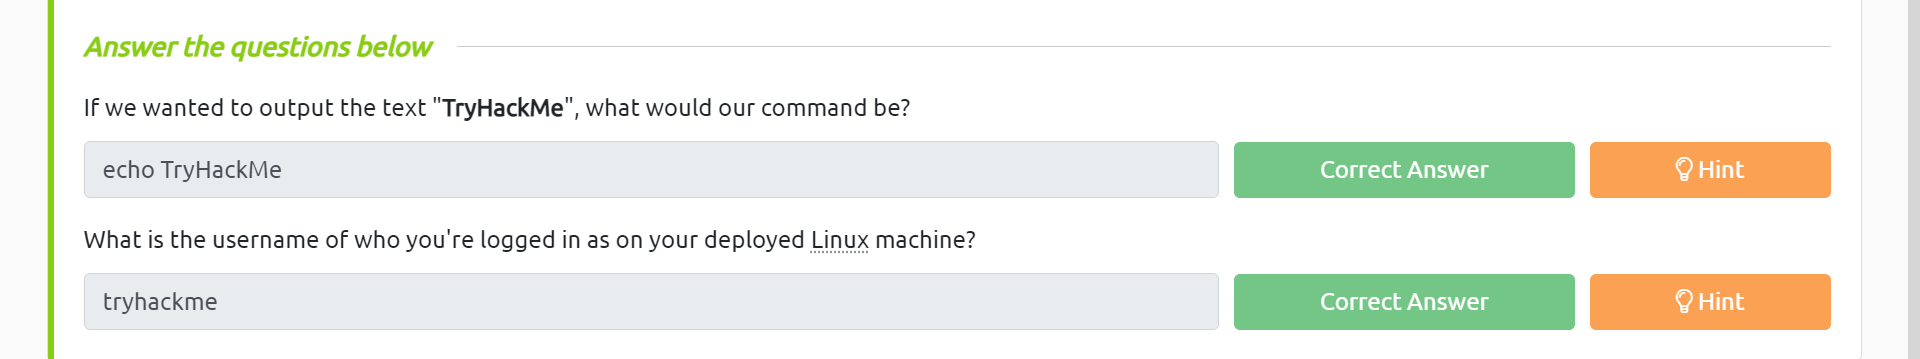 Answer the questions below
If we wanted to output the text "TryHackMe", what would our command be?
echo TryHackMe
Correct Answer
Hint
What is the username of who you're logged in as on your deployed Linux machine?
tryhackme
Correct Answer
Hint